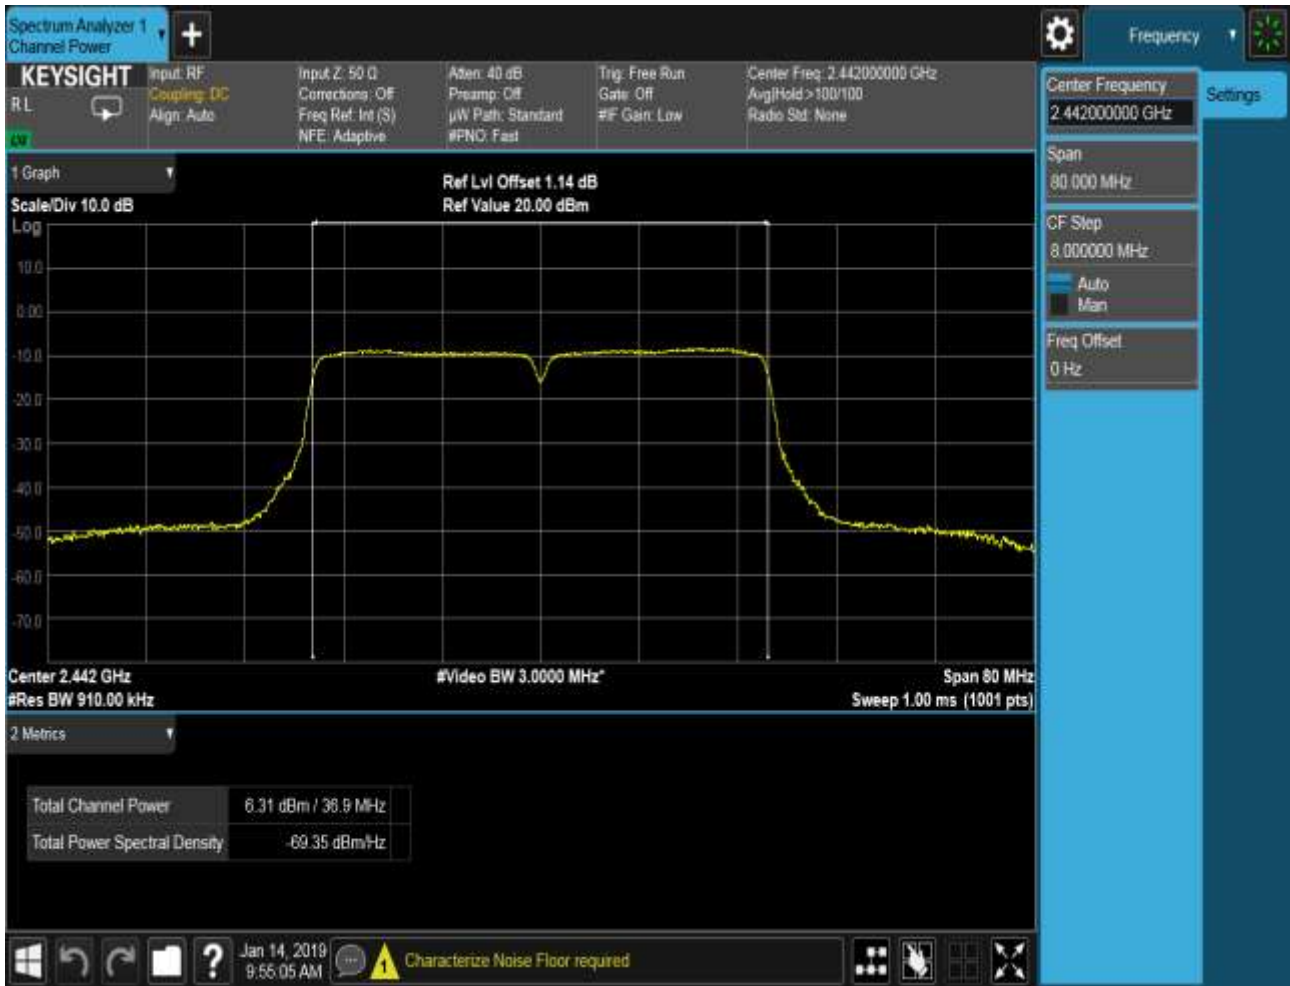 Spectrum Analyzer 1
Channel Power
+
Frequency
KEYSIGHT
RL
LXI
Input: RF
Coupling: DC
Align: Auto
Input Z: 50 Ω
Corrections: Off
Freq Ref: Int (S)
NFE: Adaptive
Atten: 40 dB
Preamp: Off
µW Path: Standard
#PNO: Fast
Trig: Free Run
Gate: Off
#IF Gain: Low
Center Freq: 2.442000000 GHz
Avg|Hold >100/100
Radio Std: None
Center Frequency
2.442000000 GHz
Settings
Span
80.000 MHz
CF Step
8.000000 MHz
Auto
Man
Freq Offset
0 Hz
1 Graph
Scale/Div 10.0 dB
Ref Lvl Offset 1.14 dB
Ref Value 20.00 dBm
Log
10.0
0.00
-10.0
-20.0
-30.0
-40.0
-50.0
-60.0
-70.0
Center 2.442 GHz
#Video BW 3.0000 MHz*
Span 80 MHz
#Res BW 910.00 kHz
Sweep 1.00 ms (1001 pts)
2 Metrics
Total Channel Power 6.31 dBm / 36.9 MHz
Total Power Spectral Density -69.35 dBm/Hz
?
Jan 14, 2019
9:55:05 AM
1
Characterize Noise Floor required